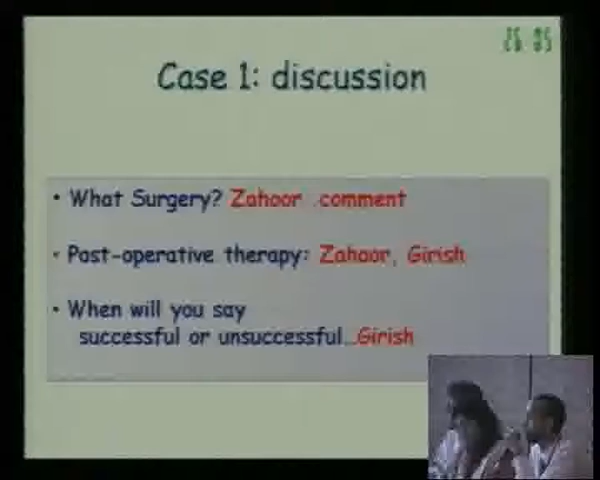 Case 1: discussion
• What Surgery? Zahoor .comment
• Post-operative therapy: Zahoor, Girish
• When will you say
successful or unsuccessful...Girish